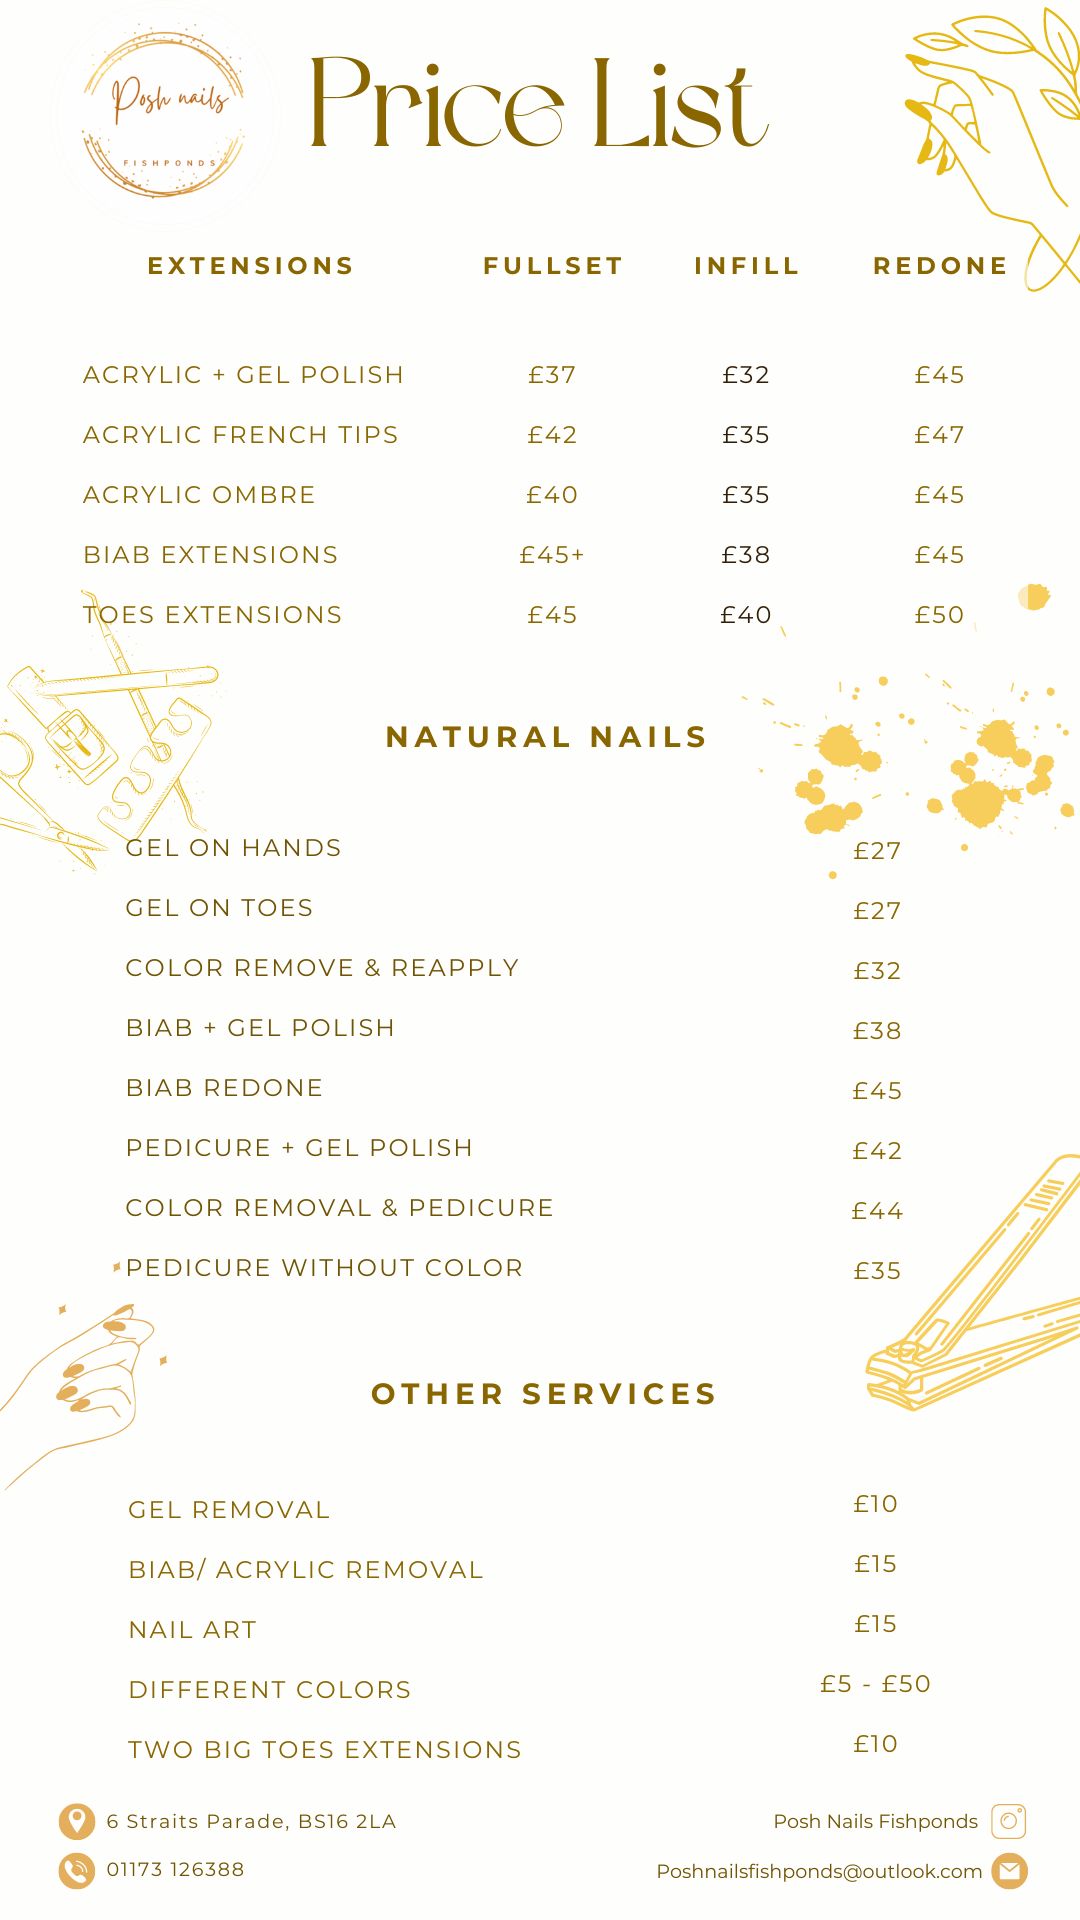 Posh nails
FISHPONDS
Price List
EXTENSIONS FULLSET INFILL REDONE
ACRYLIC + GEL POLISH £37 £32 £45
ACRYLIC FRENCH TIPS £42 £35 £47
ACRYLIC OMBRE £40 £35 £45
BIAB EXTENSIONS £45+ £38 £45
TOES EXTENSIONS £45 £40 £50
NATURAL NAILS
GEL ON HANDS £27
GEL ON TOES £27
COLOR REMOVE & REAPPLY £32
BIAB + GEL POLISH £38
BIAB REDONE £45
PEDICURE + GEL POLISH £42
COLOR REMOVAL & PEDICURE £44
PEDICURE WITHOUT COLOR £35
OTHER SERVICES
GEL REMOVAL £10
BIAB/ ACRYLIC REMOVAL £15
NAIL ART £15
DIFFERENT COLORS £5 - £50
TWO BIG TOES EXTENSIONS £10
6 Straits Parade, BS16 2LA Posh Nails Fishponds
01173 126388 Poshnailsfishponds@outlook.com